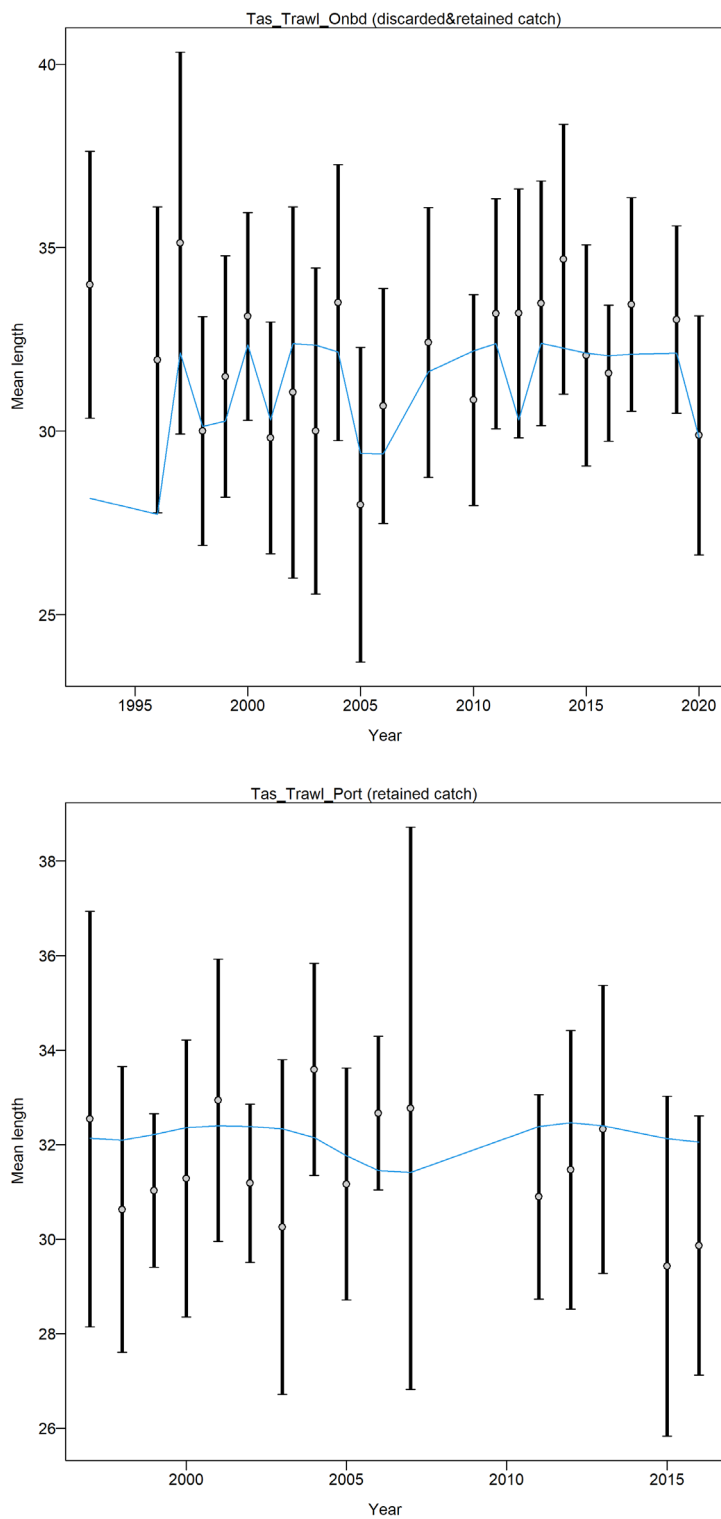 Tas_Trawl_Onbd (discarded&retained catch)
40
35
30
25
Mean length
1995 2000 2005 2010 2015 2020
Year
Tas_Trawl_Port (retained catch)
38
36
34
32
30
28
26
Mean length
2000 2005 2010 2015
Year